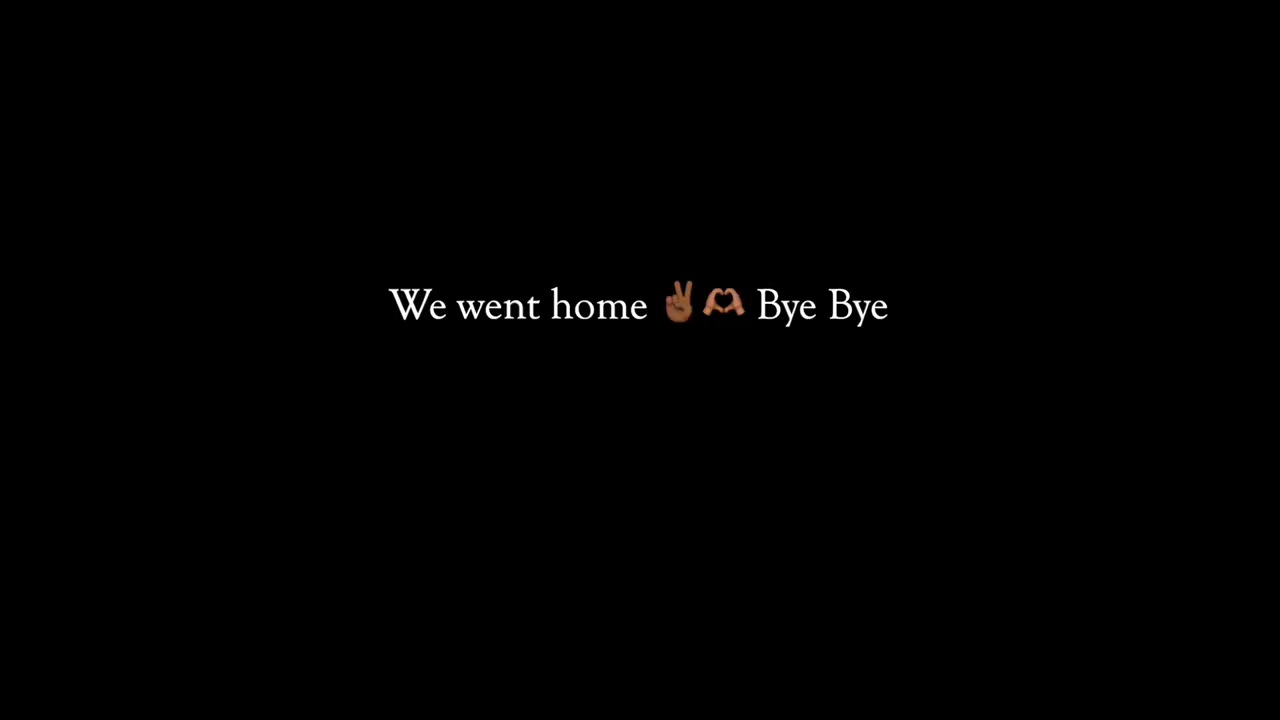 We went home ✌🏾🫶🏽 Bye Bye